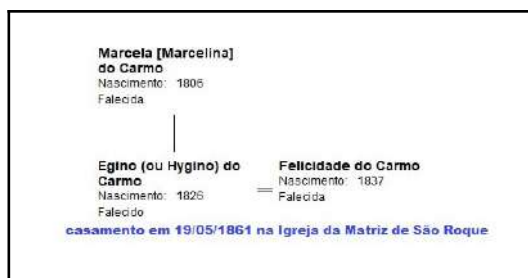 Marcela [Marcelina]
do Carmo
Nascimento: 1806
Falecida
Egino (ou Hygino) do
Carmo
Nascimento: 1826
Falecido
Felicidade do Carmo
Nascimento: 1837
Falecida
casamento em 19/05/1861 na Igreja da Matriz de São Roque